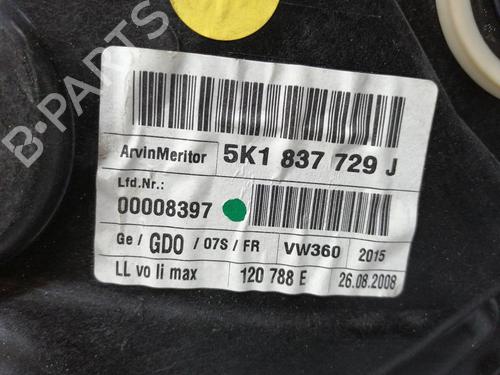 B-PARTS
ArvinMeritor 5K1 837 729 J
Lfd.Nr.:
00008397
Ge / GDO / 07S / FR VW360 2015
LL vo li max 120 788 E 26.08.2008